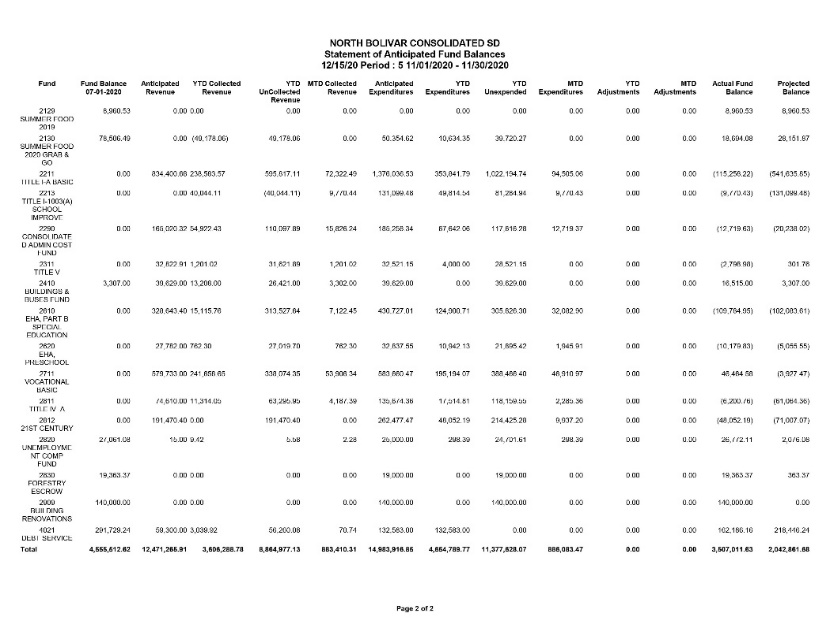 NORTH BOLIVAR CONSOLIDATED SD
Statement of Anticipated Fund Balances
12/15/20 Period : 5 11/01/2020 - 11/30/2020
Fund Fund Balance 07-01-2020 Anticipated Revenue YTD Collected Revenue YTD UnCollected Revenue MTD Collected Revenue Anticipated Expenditures YTD Expenditures YTD Unexpended MTD Expenditures YTD Adjustments MTD Adjustments Actual Fund Balance Projected Balance
2129 SUMMER FOOD 2019 8,960.53 0.00 0.00 0.00 0.00 0.00 0.00 0.00 0.00 0.00 0.00 8,960.53 8,960.53
2130 SUMMER FOOD 2020 GRAB & GO 78,506.49 0.00 (49,178.06) 49,178.06 0.00 50,354.62 10,634.35 39,720.27 0.00 0.00 0.00 18,694.08 28,151.87
2211 TITLE I-A BASIC 0.00 834,400.68 238,583.57 595,817.11 72,322.49 1,376,036.53 353,841.79 1,022,194.74 94,505.06 0.00 0.00 (115,258.22) (541,635.85)
2213 TITLE I-1003(A) SCHOOL IMPROVE 0.00 0.00 40,044.11 (40,044.11) 9,770.44 131,099.48 49,814.54 81,284.94 9,770.43 0.00 0.00 (9,770.43) (131,099.48)
2290 CONSOLIDATE D ADMIN COST FUND 0.00 165,020.32 54,922.43 110,097.89 15,626.24 185,258.34 67,642.06 117,616.28 12,719.37 0.00 0.00 (12,719.63) (20,238.02)
2311 TITLE V 0.00 32,822.91 1,201.02 31,621.89 1,201.02 32,521.15 4,000.00 28,521.15 0.00 0.00 0.00 (2,798.98) 301.76
2410 BUILDINGS & BUSES FUND 3,307.00 39,629.00 13,208.00 26,421.00 3,302.00 39,629.00 0.00 39,629.00 0.00 0.00 0.00 16,515.00 3,307.00
2610 EHA, PART B SPECIAL EDUCATION 0.00 328,643.40 15,115.76 313,527.64 7,122.45 430,727.01 124,900.71 305,826.30 32,082.90 0.00 0.00 (109,784.95) (102,083.61)
2620 EHA, PRESCHOOL 0.00 27,782.00 762.30 27,019.70 762.30 32,837.55 10,942.13 21,895.42 1,945.91 0.00 0.00 (10,179.83) (5,055.55)
2711 VOCATIONAL BASIC 0.00 579,733.00 241,658.65 338,074.35 53,908.34 583,660.47 195,194.07 388,466.40 48,910.97 0.00 0.00 46,464.58 (3,927.47)
2811 TITLE IV A 0.00 74,610.00 11,314.05 63,295.95 4,187.39 135,674.36 17,514.81 118,159.55 2,285.36 0.00 0.00 (6,200.76) (61,064.36)
2812 21ST CENTURY 0.00 191,470.40 0.00 191,470.40 0.00 262,477.47 48,052.19 214,425.28 9,937.20 0.00 0.00 (48,052.19) (71,007.07)
2820 UNEMPLOYME NT COMP FUND 27,061.08 15.00 9.42 5.58 2.28 25,000.00 298.39 24,701.61 298.39 0.00 0.00 26,772.11 2,076.08
2830 FORESTRY ESCROW 19,363.37 0.00 0.00 0.00 0.00 19,000.00 0.00 19,000.00 0.00 0.00 0.00 19,363.37 363.37
2909 BUILDING RENOVATIONS 140,000.00 0.00 0.00 0.00 0.00 140,000.00 0.00 140,000.00 0.00 0.00 0.00 140,000.00 0.00
4021 DEBT SERVICE 291,729.24 59,300.00 3,039.92 56,260.08 70.74 132,583.00 132,583.00 0.00 0.00 0.00 0.00 162,186.16 218,446.24
Total 4,555,512.62 12,471,265.91 3,606,288.78 8,864,977.13 883,410.31 14,983,916.85 4,654,789.77 11,377,628.07 886,083.47 0.00 0.00 3,507,011.63 2,042,861.68
Page 2 of 2